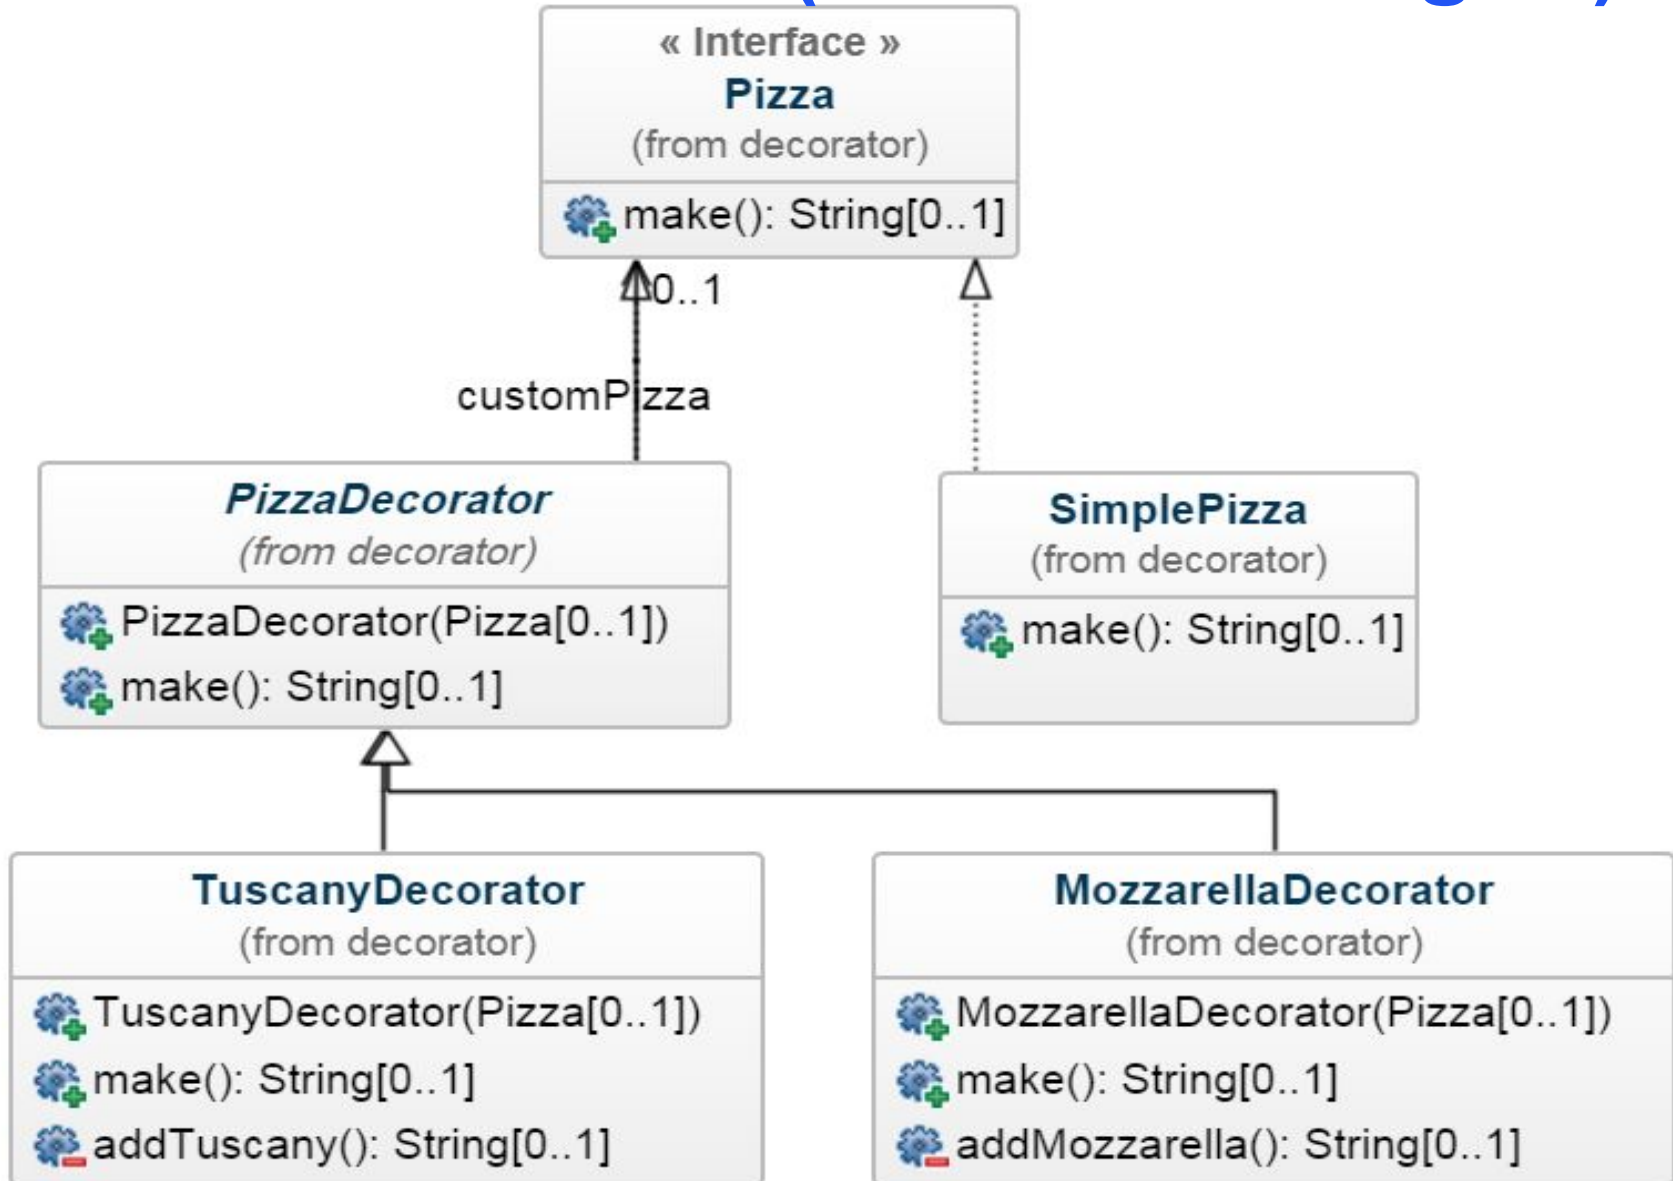 « Interface »
Pizza
(from decorator)
make(): String[0..1]
0..1
customPizza
PizzaDecorator
(from decorator)
PizzaDecorator(Pizza[0..1])
make(): String[0..1]
SimplePizza
(from decorator)
make(): String[0..1]
TuscanyDecorator
(from decorator)
TuscanyDecorator(Pizza[0..1])
make(): String[0..1]
addTuscany(): String[0..1]
MozzarellaDecorator
(from decorator)
MozzarellaDecorator(Pizza[0..1])
make(): String[0..1]
addMozzarella(): String[0..1]